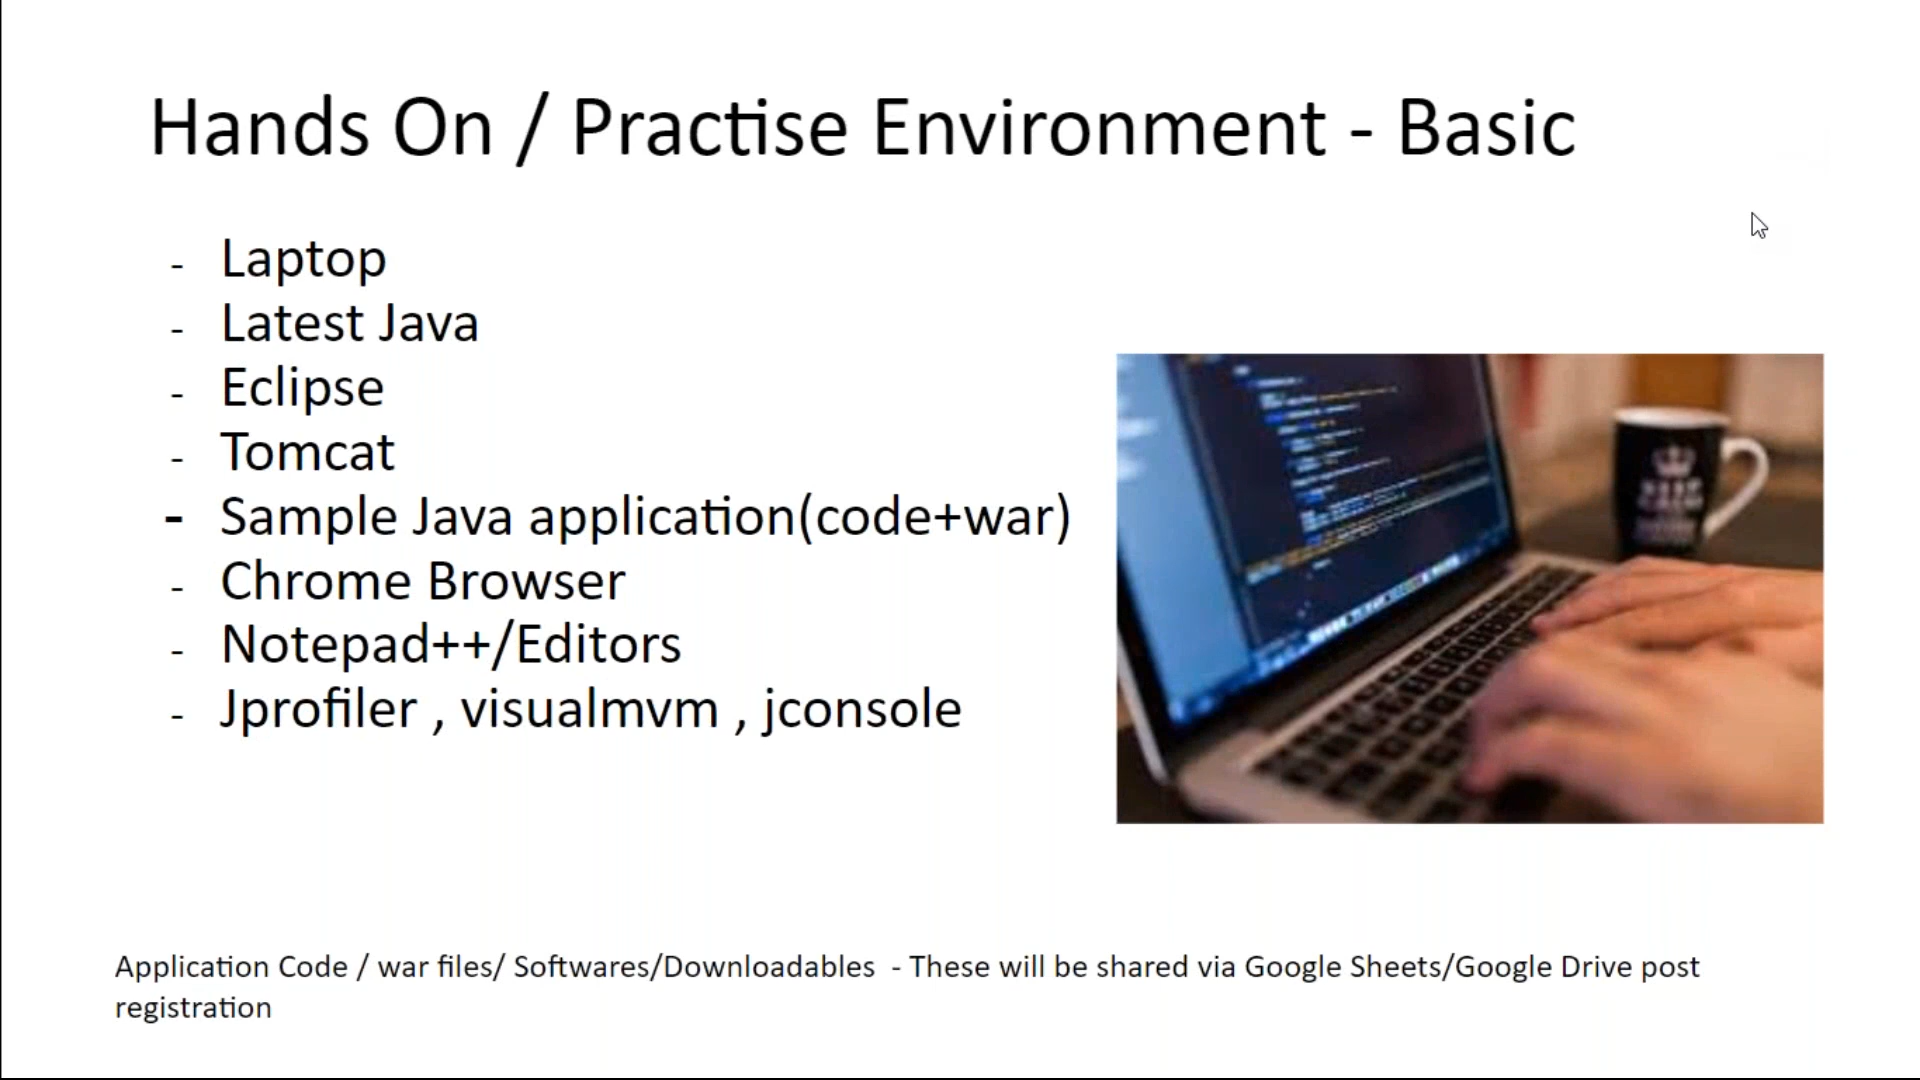 Hands On / Practise Environment - Basic
- Laptop
- Latest Java
- Eclipse
- Tomcat
- Sample Java application(code+war)
- Chrome Browser
- Notepad++/Editors
- Jprofiler , visualmvm , jconsole
Application Code / war files/ Softwares/Downloadables - These will be shared via Google Sheets/Google Drive post
registration